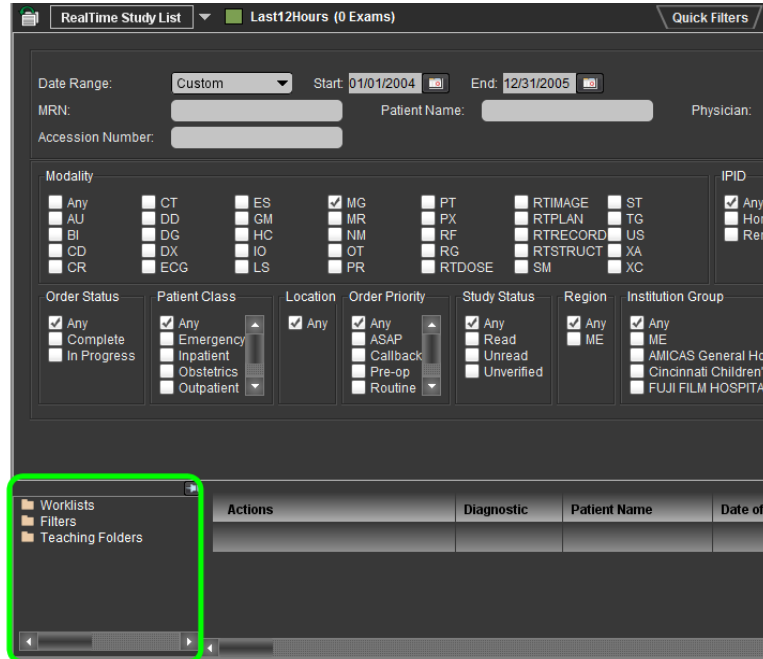 RealTime Study List Last12Hours (0 Exams) Quick Filters
Date Range: Custom Start: 01/01/2004 End: 12/31/2005
MRN: Patient Name: Physician:
Accession Number:
Modality IPID
Any CT ES MG PT RTIMAGE ST Any
AU DD GM MR PX RTPLAN TG Hor
BI DG HC NM RF RTRECORD US Rer
CD DX IO OT RG RTSTRUCT XA
CR ECG LS PR RTDOSE SM XC
Order Status Patient Class Location Order Priority Study Status Region Institution Group
Any Any Any Any Any Any Any
Complete Emergency ASAP Read ME ME
In Progress Inpatient Callback Unread AMICAS General Ho
Obstetrics Pre-op Unverified Cincinnati Children'
Outpatient Routine FUJI FILM HOSPITA
Worklists
Filters
Teaching Folders
Actions Diagnostic Patient Name Date of